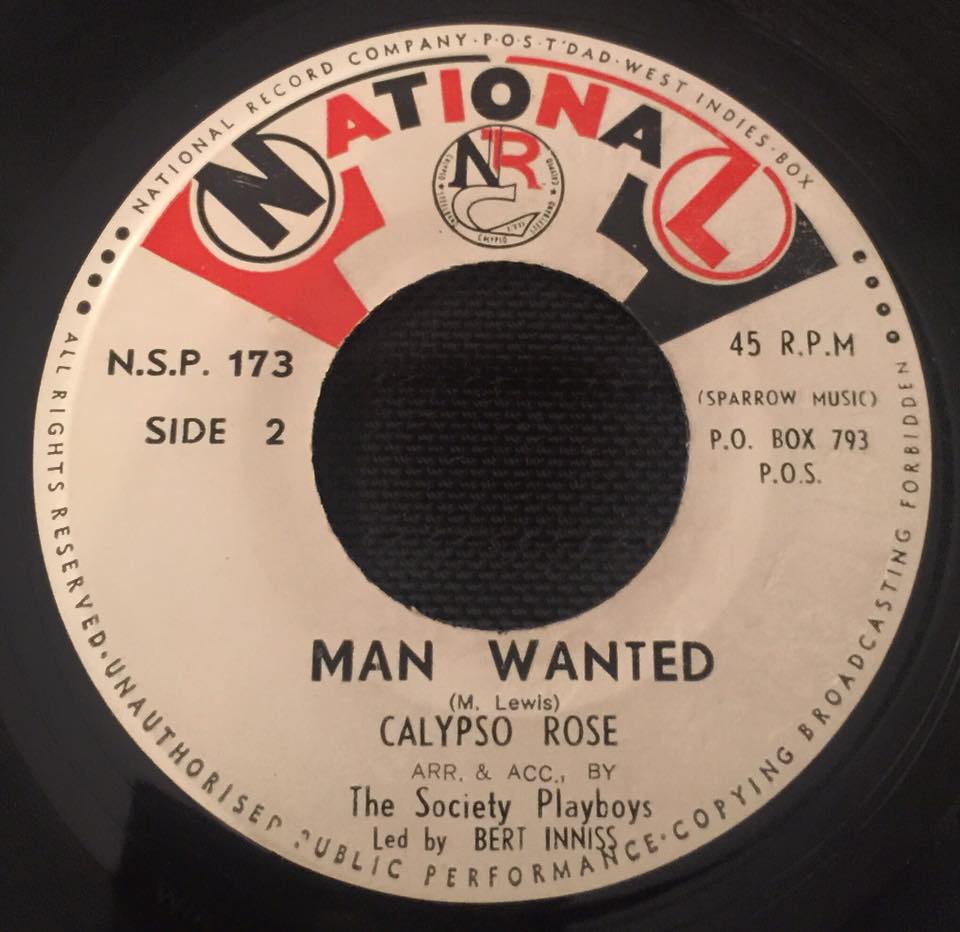 NATIONAL RECORD COMPANY·P·O·S·T'DAD·WEST INDIES·BOX
NATIONAL
NR
CALYPSO
LTD
N.S.P. 173
SIDE 2
45 R.P.M
(SPARROW MUSIC)
P.O. BOX 793
P.O.S.
MAN WANTED
(M. Lewis)
CALYPSO ROSE
ARR. & ACC., BY
The Society Playboys
Led by BERT INNISS
ALL RIGHTS RESERVED·UNAUTHORISED PUBLIC PERFORMANCE·COPYING BROADCASTING FORBIDDEN